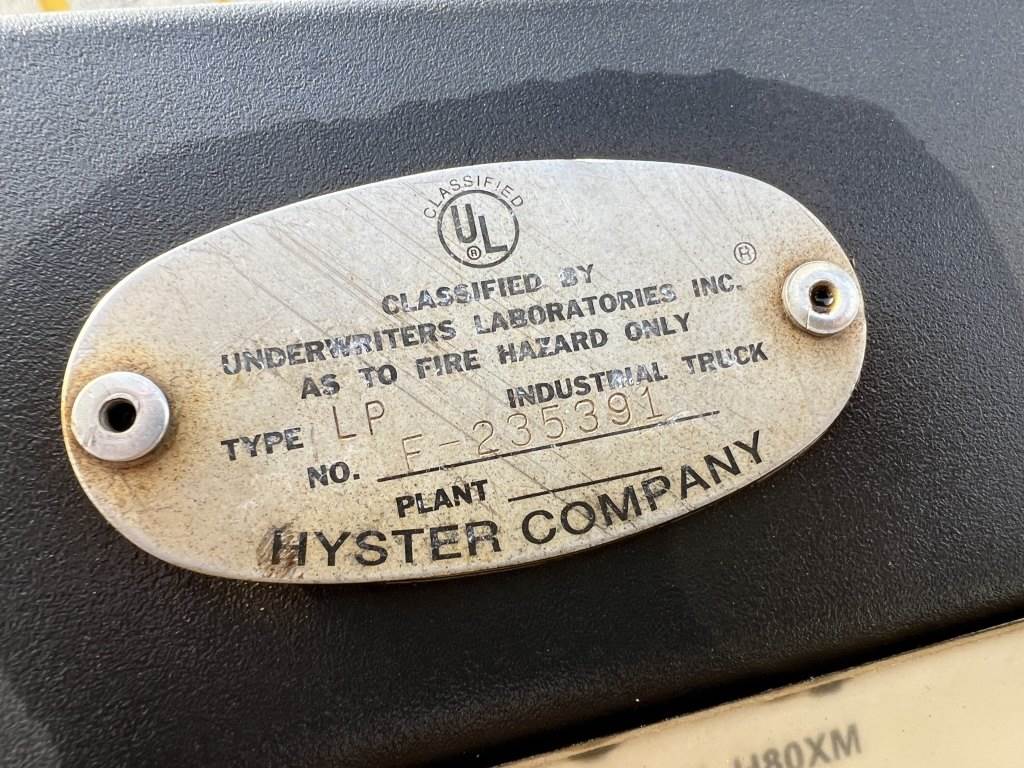 CLASSIFIED
UL
®
CLASSIFIED BY
UNDERWRITERS LABORATORIES INC.®
AS TO FIRE HAZARD ONLY
TYPE LP INDUSTRIAL TRUCK
NO. F-235391
PLANT
HYSTER COMPANY
H80XM